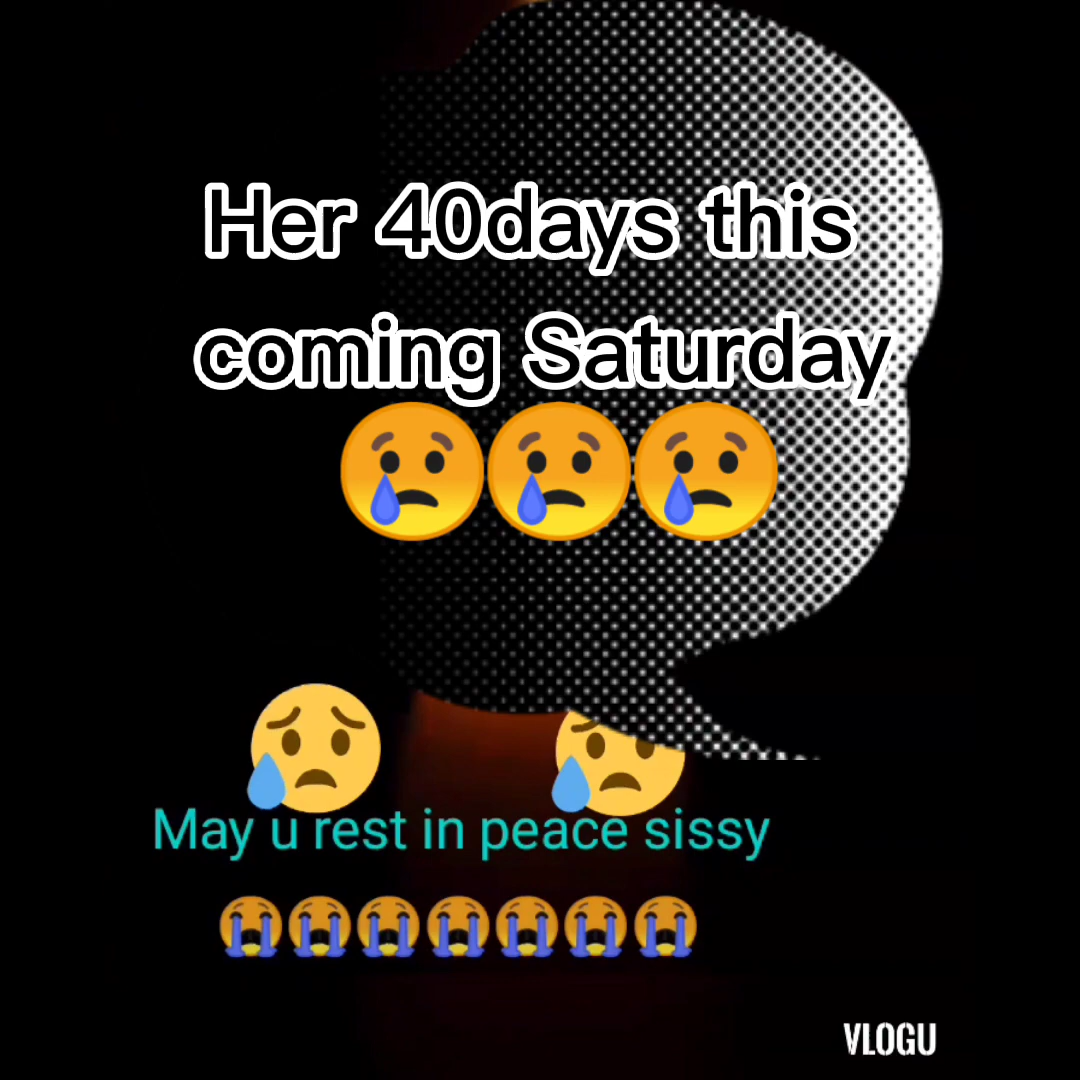 Her 40days this
coming Saturday
😢😢😢
May u rest in peace sissy
😭😭😭😭😭😭😭
VLOGU